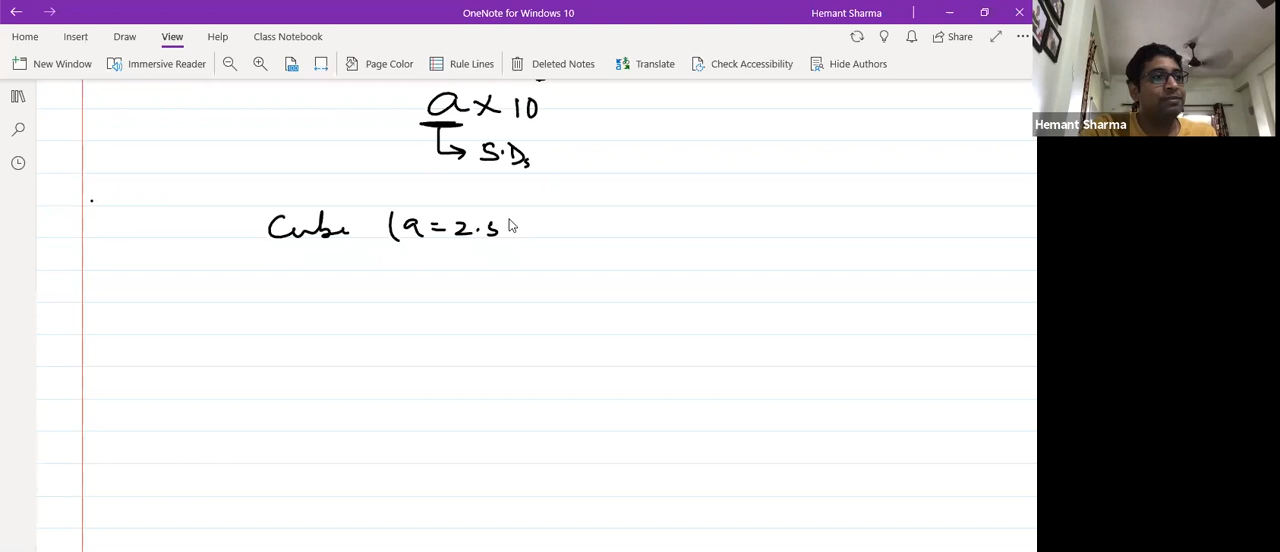 OneNote for Windows 10
Hemant Sharma
Home Insert Draw View Help Class Notebook
Share
New Window Immersive Reader Page Color Rule Lines Deleted Notes Translate Check Accessibility Hide Authors
a × 10
S.Ds
Cube (a = 2.5
Hemant Sharma